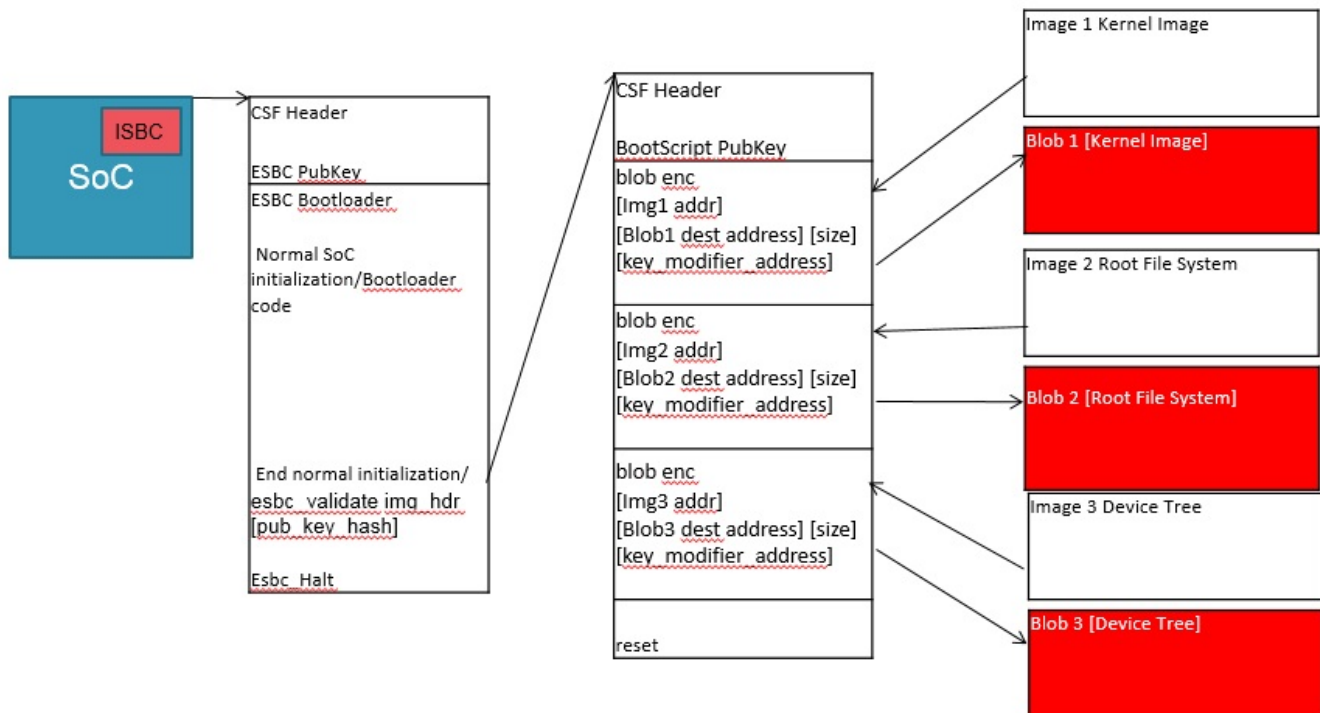 ISBC
SoC
CSF Header
ESBC PubKey
ESBC Bootloader
Normal SoC
initialization/Bootloader
code
End normal initialization/
esbc_validate img_hdr
[pub_key_hash]
Esbc_Halt
CSF Header
BootScript PubKey
blob enc
[Img1 addr]
[Blob1 dest address] [size]
[key_modifier_address]
blob enc
[Img2 addr]
[Blob2 dest address] [size]
[key_modifier_address]
blob enc
[Img3 addr]
[Blob3 dest address] [size]
[key_modifier_address]
reset
Image 1 Kernel Image
Blob 1 [Kernel Image]
Image 2 Root File System
Blob 2 [Root File System]
Image 3 Device Tree
Blob 3 [Device Tree]